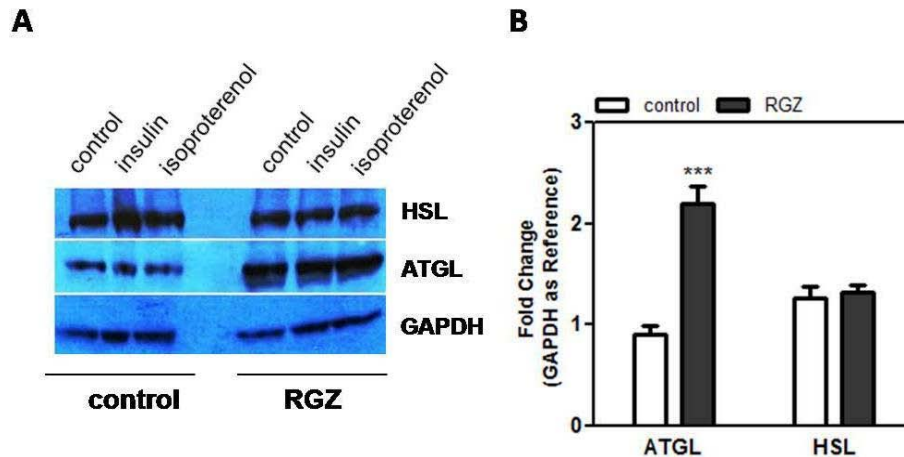 A
control insulin isoproterenol control insulin isoproterenol
HSL
ATGL
GAPDH
control RGZ
B
control RGZ
Fold Change
(GAPDH as Reference)
3
***
2
1
0
ATGL HSL